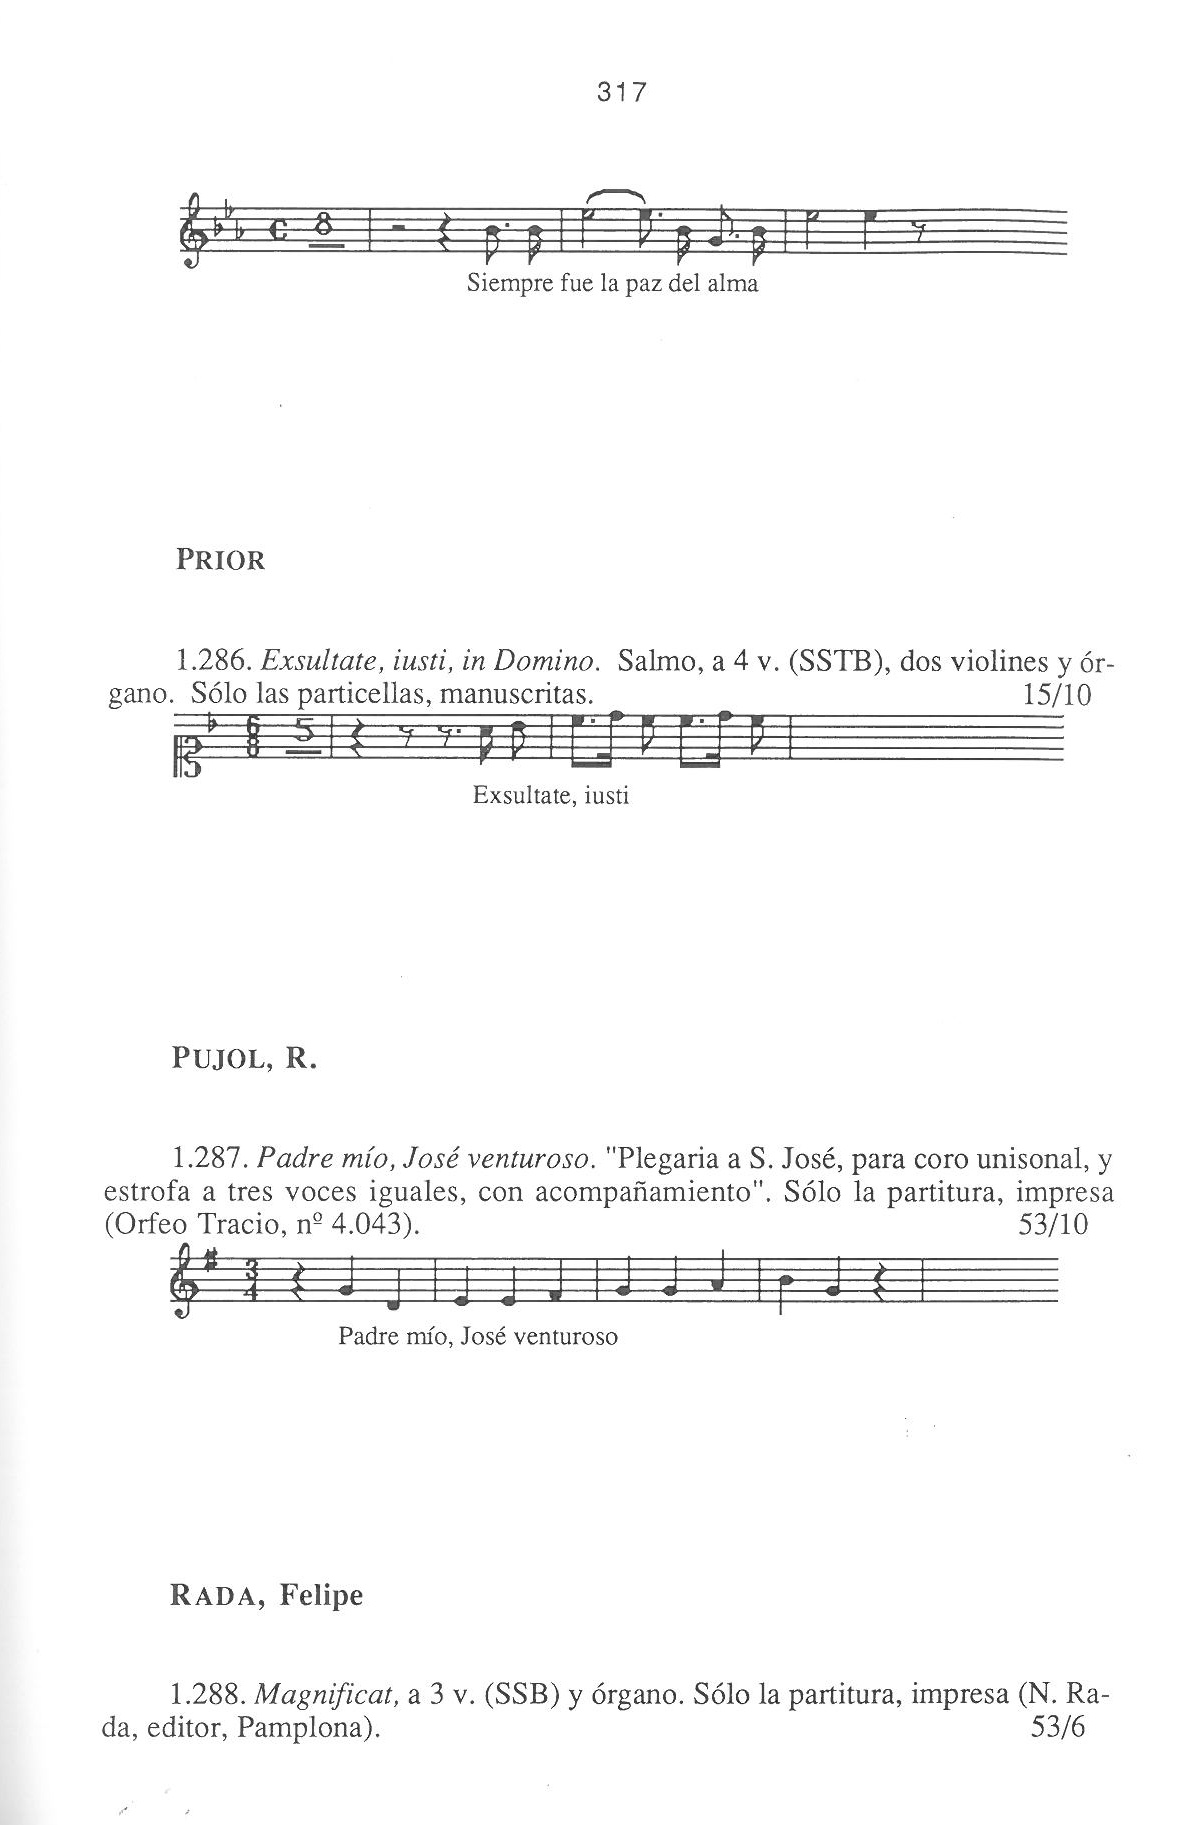 317
8
Siempre fue la paz del alma
PRIOR
1.286. Exsultate, iusti, in Domino. Salmo, a 4 v. (SSTB), dos violines y ór-
gano. Sólo las particellas, manuscritas. 15/10
6 8 5
Exsultate, iusti
PUJOL, R.
1.287. Padre mío, José venturoso. "Plegaria a S. José, para coro unisonal, y
estrofa a tres voces iguales, con acompañamiento". Sólo la partitura, impresa
(Orfeo Tracio, nº 4.043). 53/10
3 4
Padre mío, José venturoso
RADA, Felipe
1.288. Magnificat, a 3 v. (SSB) y órgano. Sólo la partitura, impresa (N. Ra-
da, editor, Pamplona). 53/6